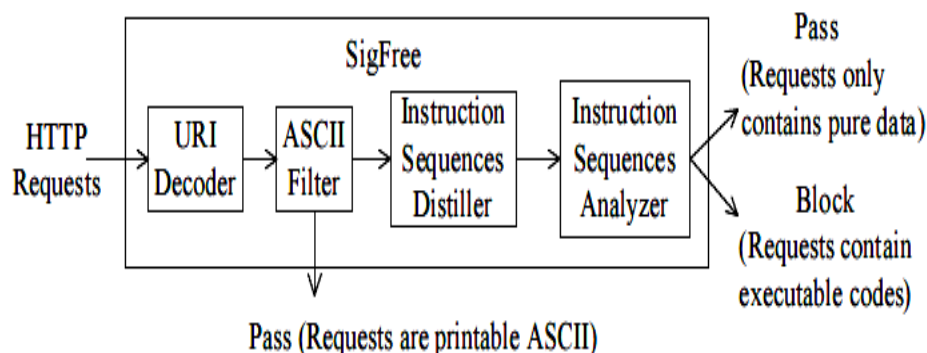 SigFree
HTTP
Requests
URI
Decoder
ASCII
Filter
Instruction
Sequences
Distiller
Instruction
Sequences
Analyzer
Pass
(Requests only
contains pure data)
Block
(Requests contain
executable codes)
Pass (Requests are printable ASCII)